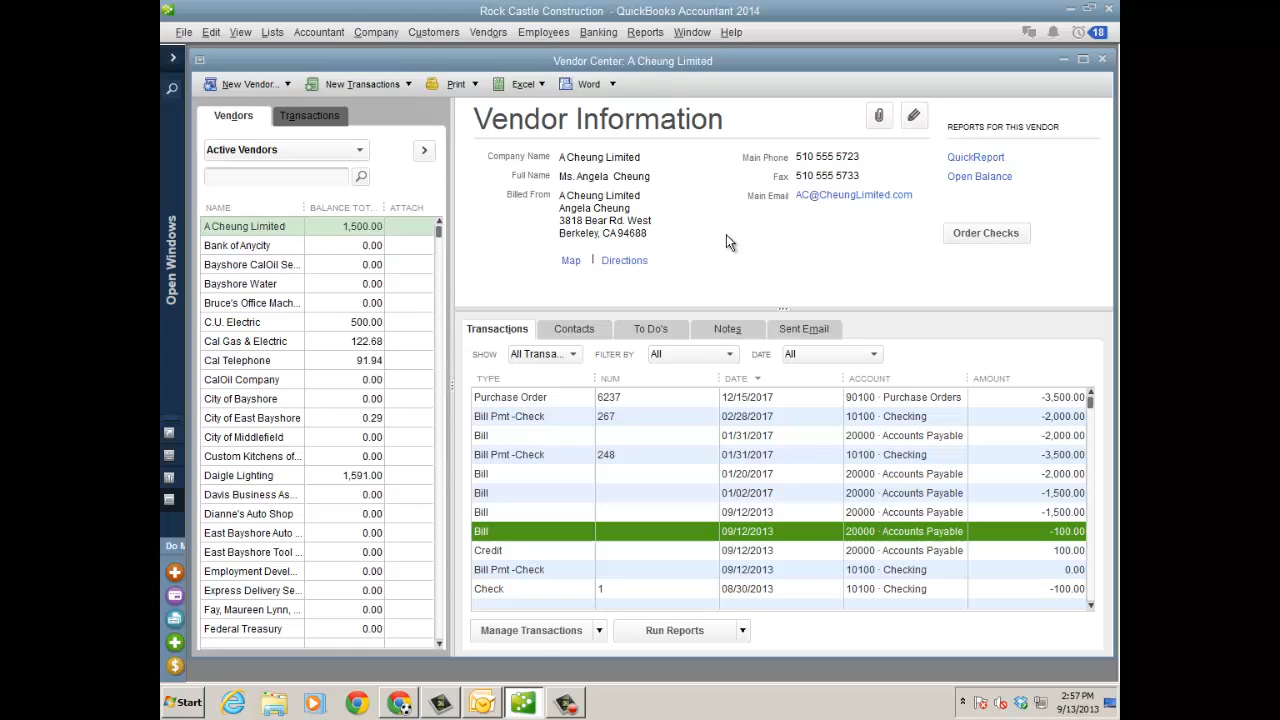 Rock Castle Construction - QuickBooks Accountant 2014
File Edit View Lists Accountant Company Customers Vendors Employees Banking Reports Window Help 18
Vendor Center: A Cheung Limited
New Vendor... New Transactions Print Excel Word
Open Windows
Do M
Vendors Transactions
Active Vendors
NAME BALANCE TOT... ATTACH
A Cheung Limited 1,500.00
Bank of Anycity 0.00
Bayshore CalOil Se... 0.00
Bayshore Water 0.00
Bruce's Office Mach... 0.00
C.U. Electric 500.00
Cal Gas & Electric 122.68
Cal Telephone 91.94
CalOil Company 0.00
City of Bayshore 0.00
City of East Bayshore 0.29
City of Middlefield 0.00
Custom Kitchens of... 0.00
Daigle Lighting 1,591.00
Davis Business As... 0.00
Dianne's Auto Shop 0.00
East Bayshore Auto ... 0.00
East Bayshore Tool ... 0.00
Employment Devel... 0.00
Express Delivery Se... 0.00
Fay, Maureen Lynn, ... 0.00
Federal Treasury 0.00
Vendor Information
Company Name A Cheung Limited
Full Name Ms. Angela Cheung
Billed From A Cheung Limited
Angela Cheung
3818 Bear Rd. West
Berkeley, CA 94688
Map | Directions
Main Phone 510 555 5723
Fax 510 555 5733
Main Email AC@CheungLimited.com
REPORTS FOR THIS VENDOR
QuickReport
Open Balance
Order Checks
Transactions Contacts To Do's Notes Sent Email
SHOW All Transa... FILTER BY All DATE All
TYPE NUM DATE ACCOUNT AMOUNT
Purchase Order 6237 12/15/2017 90100 · Purchase Orders -3,500.00
Bill Pmt -Check 267 02/28/2017 10100 · Checking -2,000.00
Bill 01/31/2017 20000 · Accounts Payable -2,000.00
Bill Pmt -Check 248 01/31/2017 10100 · Checking -3,500.00
Bill 01/20/2017 20000 · Accounts Payable -2,000.00
Bill 01/02/2017 20000 · Accounts Payable -1,500.00
Bill 09/12/2013 20000 · Accounts Payable -1,500.00
Bill 09/12/2013 20000 · Accounts Payable -100.00
Credit 09/12/2013 20000 · Accounts Payable 100.00
Bill Pmt -Check 09/12/2013 10100 · Checking 0.00
Check 1 08/30/2013 10100 · Checking -100.00
Manage Transactions Run Reports
Start
2:57 PM
9/13/2013